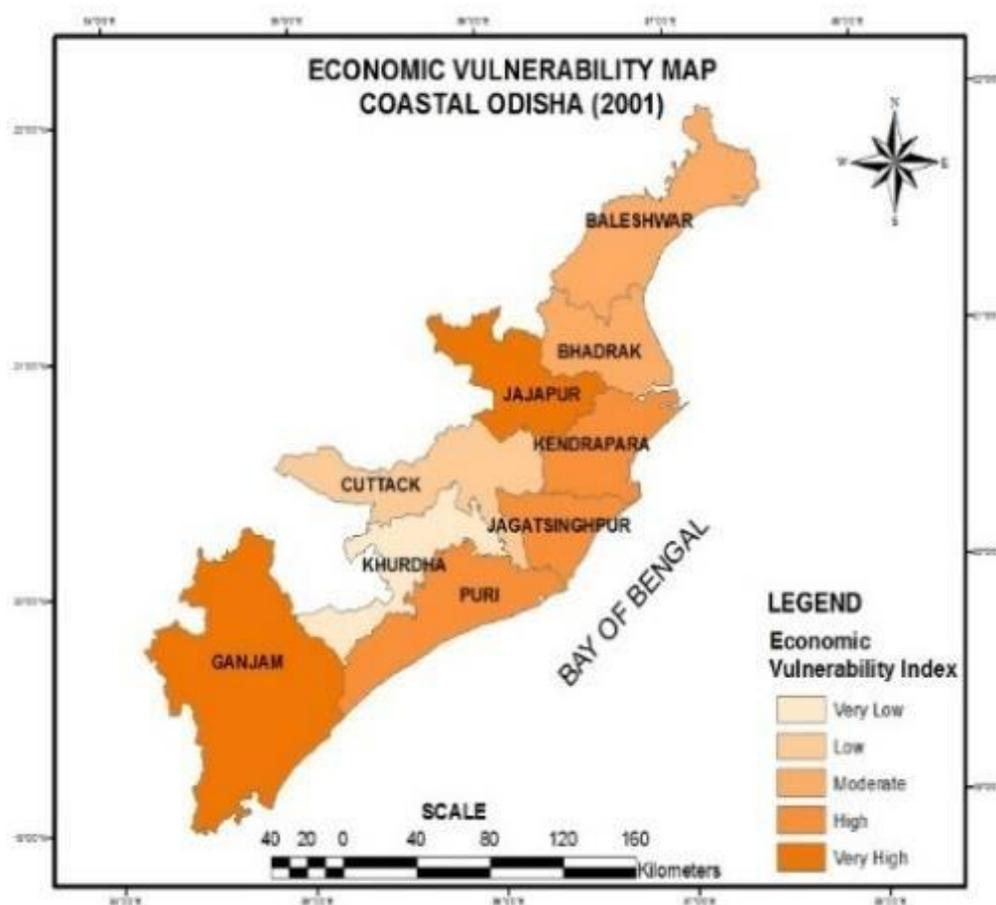 ECONOMIC VULNERABILITY MAP
COASTAL ODISHA (2001)
N
W
E
S
BALESHWAR
BHADRAK
JAJAPUR
KENDRAPARA
CUTTACK
JAGATSINGHPUR
KHURDHA
PURI
GANJAM
BAY OF BENGAL
LEGEND
Economic
Vulnerability Index
Very Low
Low
Moderate
High
Very High
SCALE
40 20 0 40 80 120 160
Kilometers